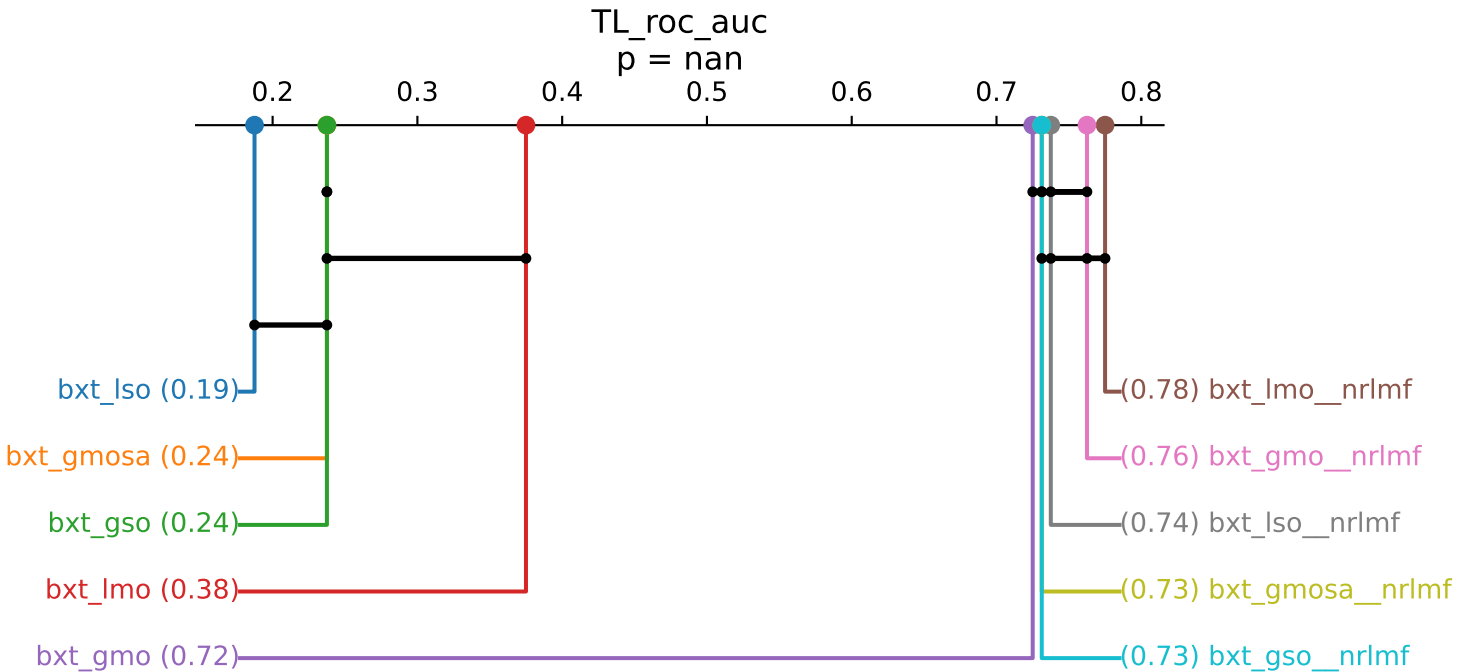 TL_roc_auc
p = nan
0.2 0.3 0.4 0.5 0.6 0.7 0.8
bxt_lso (0.19)
(0.78) bxt_lmo__nrlmf
bxt_gmosa (0.24)
(0.76) bxt_gmo__nrlmf
bxt_gso (0.24)
(0.74) bxt_lso__nrlmf
bxt_lmo (0.38)
(0.73) bxt_gmosa__nrlmf
bxt_gmo (0.72)
(0.73) bxt_gso__nrlmf